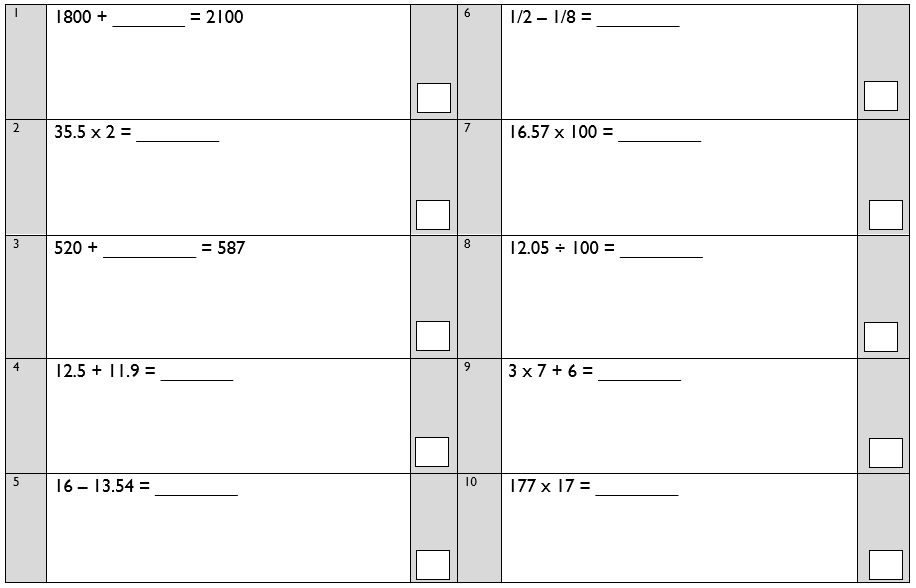 1
1800 + ________ = 2100
2
35.5 x 2 = _________
3
520 + __________ = 587
4
12.5 + 11.9 = ________
5
16 – 13.54 = _________
6
1/2 – 1/8 = _________
7
16.57 x 100 = _________
8
12.05 ÷ 100 = _________
9
3 x 7 + 6 = _________
10
177 x 17 = _________